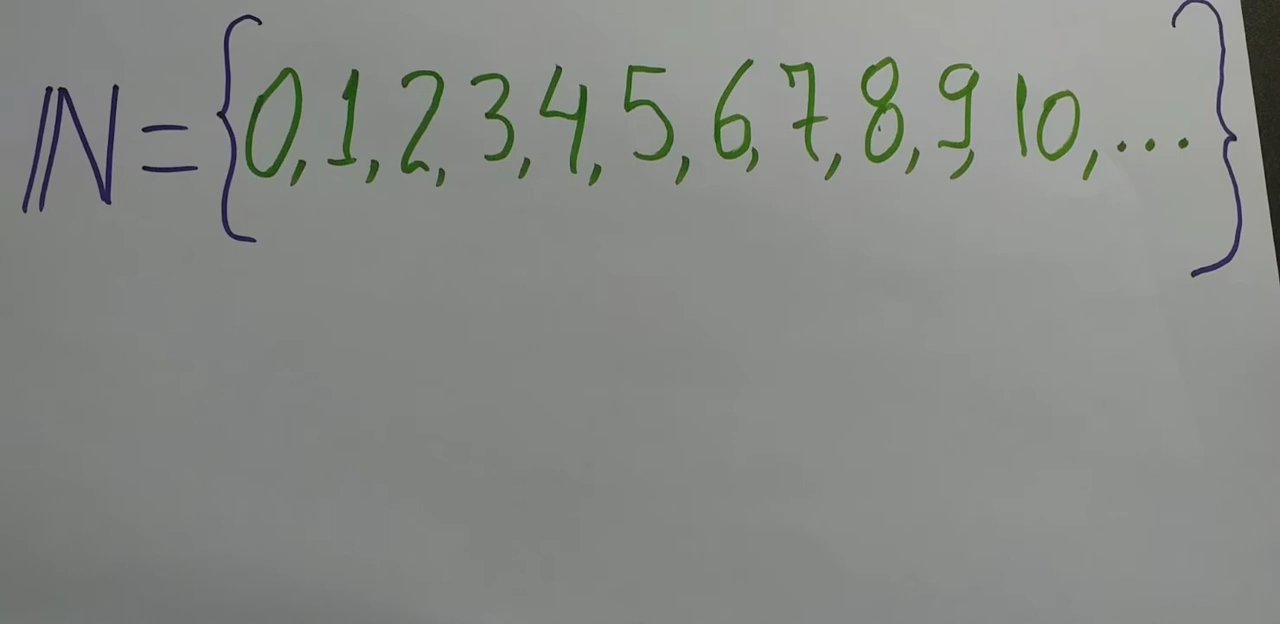 ℕ = {0, 1, 2, 3, 4, 5, 6, 7, 8, 9, 10, ...}